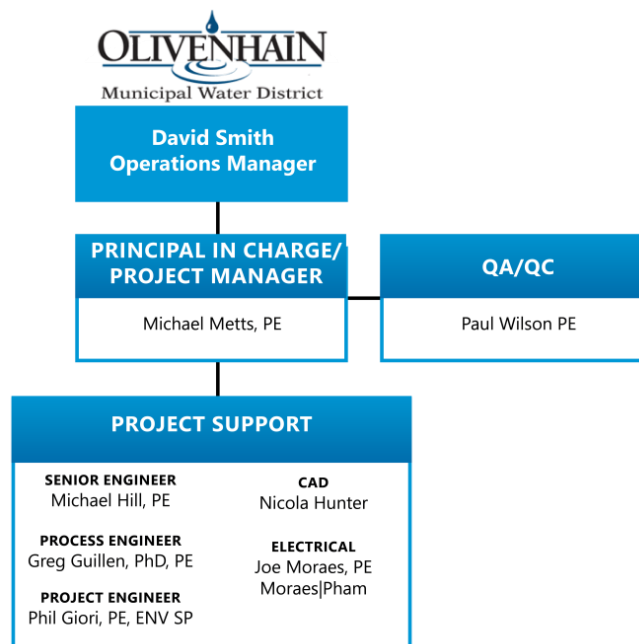 OLIVENHAIN
Municipal Water District
David Smith
Operations Manager
PRINCIPAL IN CHARGE/
PROJECT MANAGER
Michael Metts, PE
QA/QC
Paul Wilson PE
PROJECT SUPPORT
SENIOR ENGINEER
Michael Hill, PE
PROCESS ENGINEER
Greg Guillen, PhD, PE
PROJECT ENGINEER
Phil Giori, PE, ENV SP
CAD
Nicola Hunter
ELECTRICAL
Joe Moraes, PE
Moraes|Pham